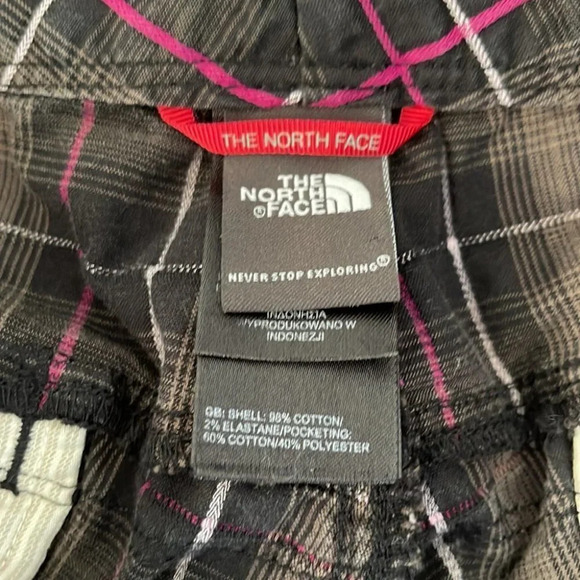 THE NORTH FACE
THE
NORTH
FACE®
NEVER STOP EXPLORING®
ΙΝΔΟΝΗΣΙΑ
WYPRODUKOWANO W
INDONEZJI
GB: SHELL: 98% COTTON/
2% ELASTANE/POCKETING:
60% COTTON/40% POLYESTER